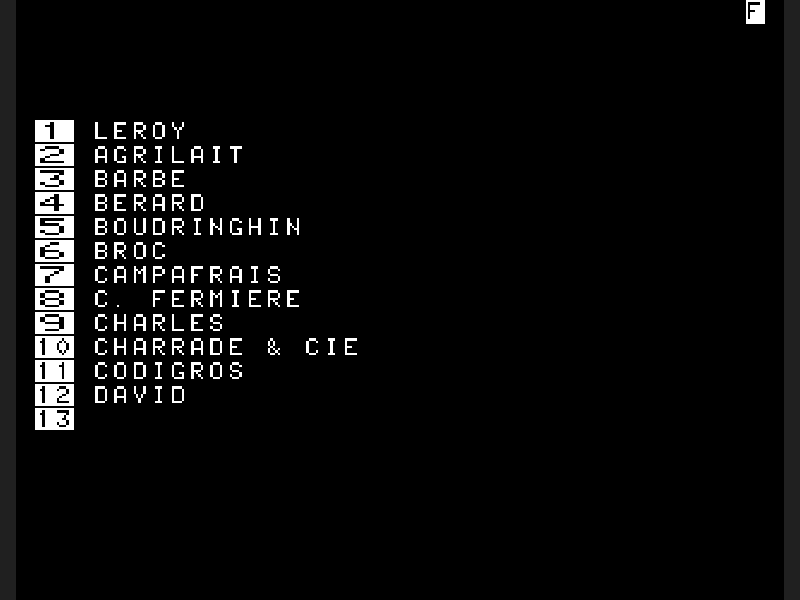 F
1 LEROY
2 AGRILAIT
3 BARBE
4 BERARD
5 BOUDRINGHIN
6 BROC
7 CAMPAFRAIS
8 C. FERMIERE
9 CHARLES
10 CHARRADE & CIE
11 CODIGROS
12 DAVID
13